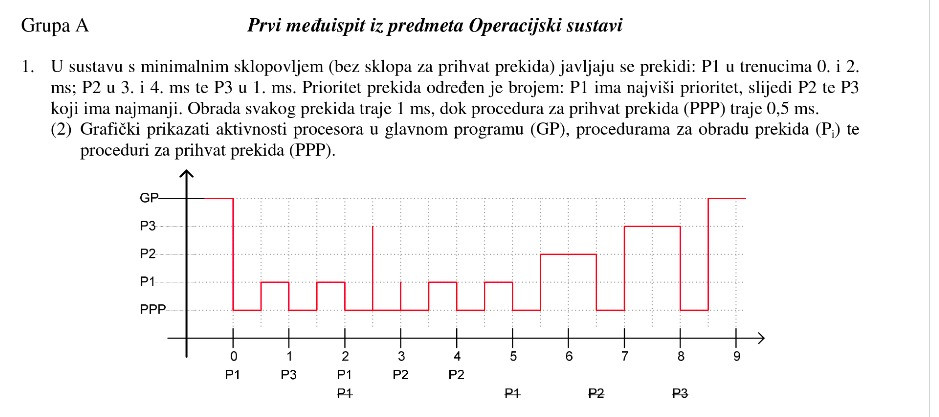 Grupa A Prvi međuispit iz predmeta Operacijski sustavi
1. U sustavu s minimalnim sklopovljem (bez sklopa za prihvat prekida) javljaju se prekidi: P1 u trenucima 0. i 2.
ms; P2 u 3. i 4. ms te P3 u 1. ms. Prioritet prekida određen je brojem: P1 ima najviši prioritet, slijedi P2 te P3
koji ima najmanji. Obrada svakog prekida traje 1 ms, dok procedura za prihvat prekida (PPP) traje 0,5 ms.
(2) Grafički prikazati aktivnosti procesora u glavnom programu (GP), procedurama za obradu prekida (Pi) te
proceduri za prihvat prekida (PPP).
GP
P3
P2
P1
PPP
0 1 2 3 4 5 6 7 8 9
P1 P3 P1 P2 P2
P1 P1 P2 P3